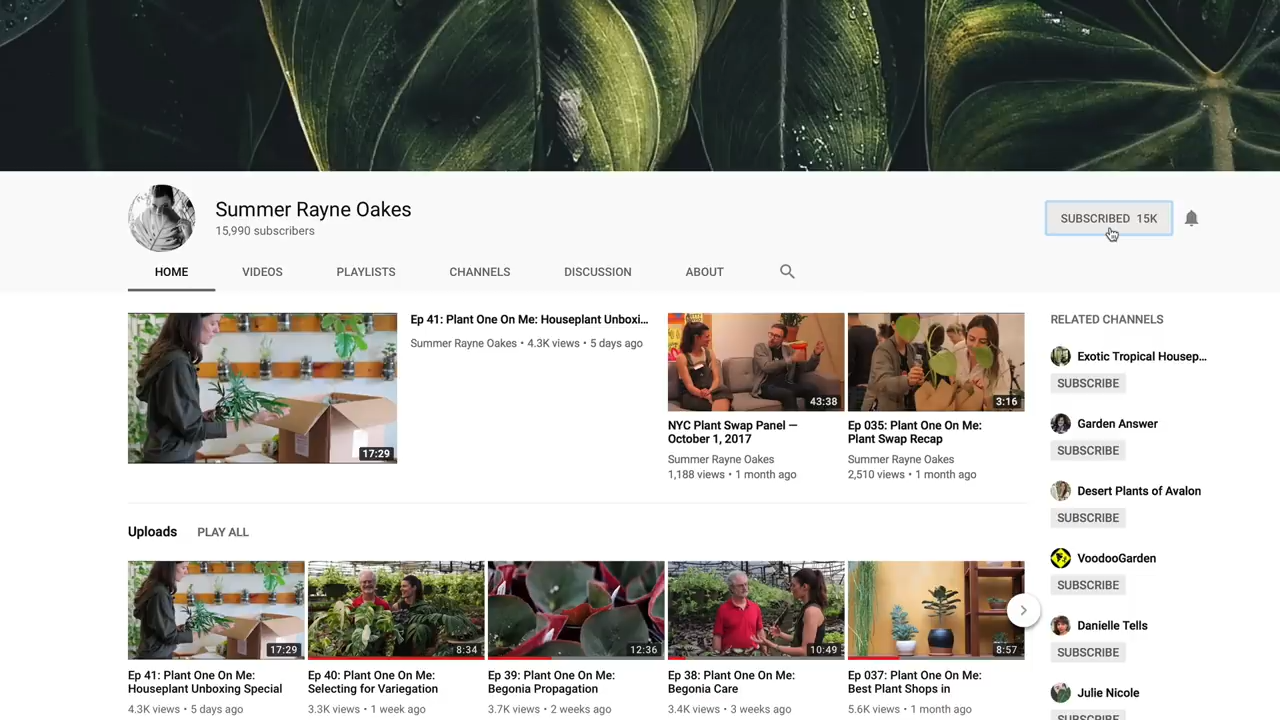 Summer Rayne Oakes
15,990 subscribers
SUBSCRIBED 15K
HOME
VIDEOS
PLAYLISTS
CHANNELS
DISCUSSION
ABOUT
17:29
Ep 41: Plant One On Me: Houseplant Unboxi...
Summer Rayne Oakes • 4.3K views • 5 days ago
43:38
NYC Plant Swap Panel —
October 1, 2017
Summer Rayne Oakes
1,188 views • 1 month ago
3:16
Ep 035: Plant One On Me:
Plant Swap Recap
Summer Rayne Oakes
2,510 views • 1 month ago
RELATED CHANNELS
Exotic Tropical Housep...
SUBSCRIBE
Garden Answer
SUBSCRIBE
Desert Plants of Avalon
SUBSCRIBE
VoodooGarden
SUBSCRIBE
Danielle Tells
SUBSCRIBE
Julie Nicole
SUBSCRIBE
Uploads PLAY ALL
17:29
Ep 41: Plant One On Me:
Houseplant Unboxing Special
4.3K views • 5 days ago
8:34
Ep 40: Plant One On Me:
Selecting for Variegation
3.3K views • 1 week ago
12:36
Ep 39: Plant One On Me:
Begonia Propagation
3.7K views • 2 weeks ago
10:49
Ep 38: Plant One On Me:
Begonia Care
3.4K views • 3 weeks ago
8:57
Ep 037: Plant One On Me:
Best Plant Shops in
5.6K views • 1 month ago